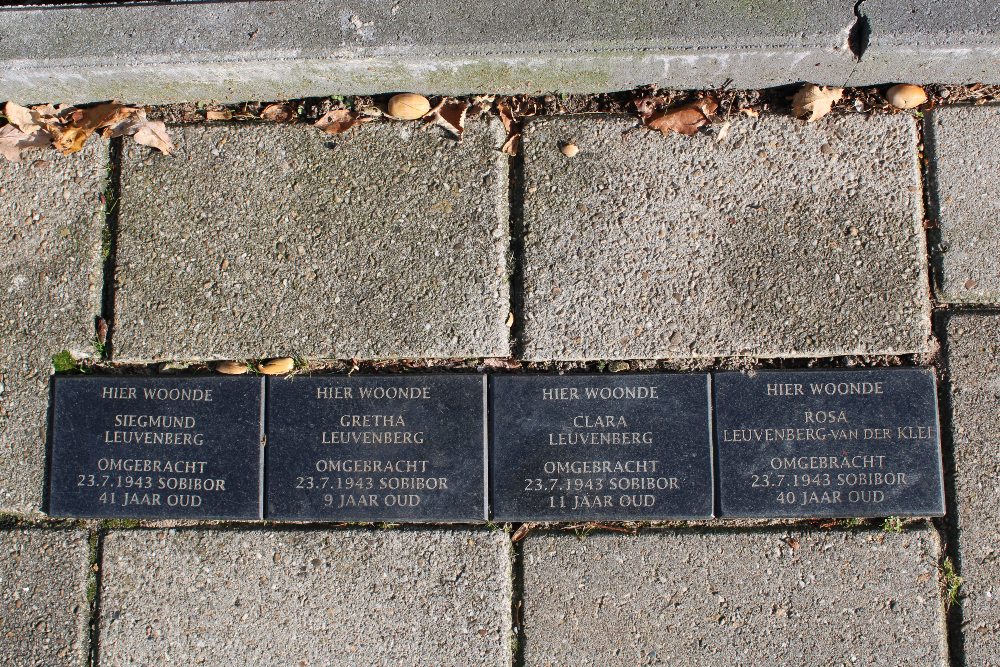 HIER WOONDE
SIEGMUND
LEUVENBERG
OMGEBRACHT
23.7.1943 SOBIBOR
41 JAAR OUD
HIER WOONDE
GRETHA
LEUVENBERG
OMGEBRACHT
23.7.1943 SOBIBOR
9 JAAR OUD
HIER WOONDE
CLARA
LEUVENBERG
OMGEBRACHT
23.7.1943 SOBIBOR
11 JAAR OUD
HIER WOONDE
ROSA
LEUVENBERG-VAN DER KLEI
OMGEBRACHT
23.7.1943 SOBIBOR
40 JAAR OUD